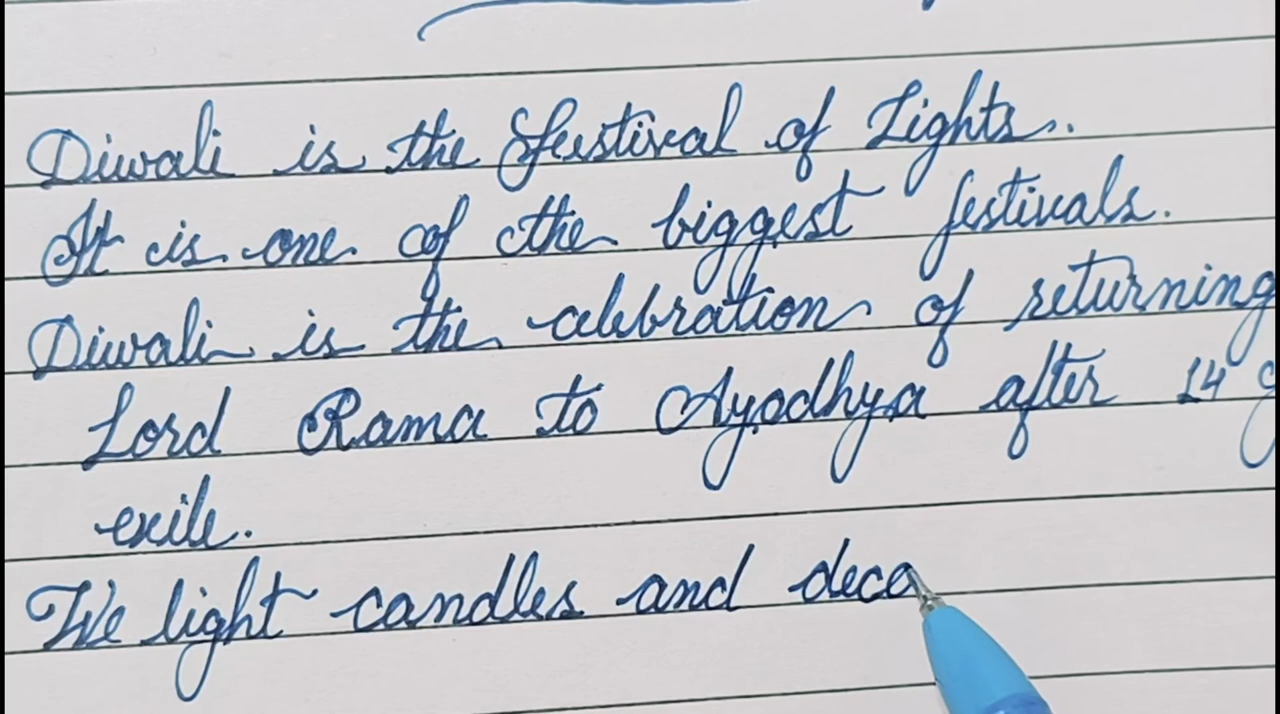 Diwali is the Festival of Lights.
It is one of the biggest festivals.
Diwali is the celebration of returning
Lord Rama to Ayodhya after 14
exile.
We light candles and deco